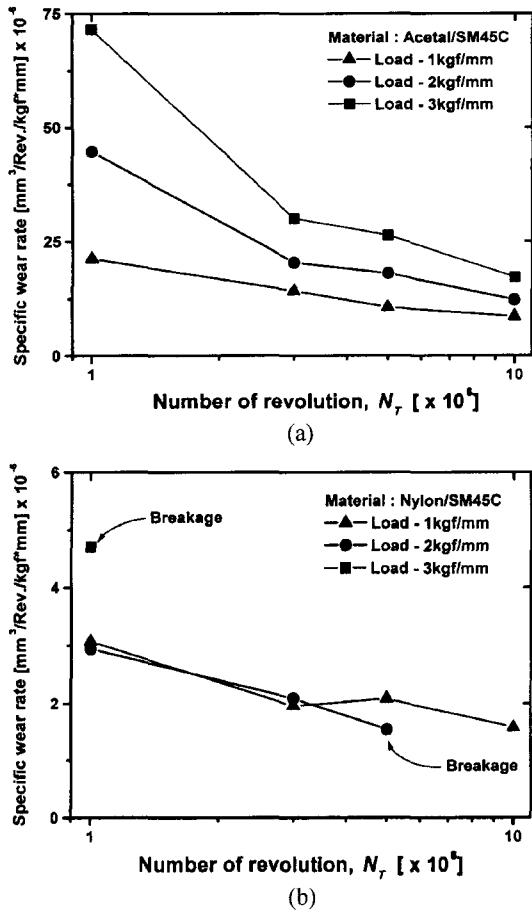 75
50
25
0
Specific wear rate [mm³/Rev./kgf*mm] x 10⁻⁶
Material : Acetal/SM45C
Load - 1kgf/mm
Load - 2kgf/mm
Load - 3kgf/mm
1
10
Number of revolution, N_T [ x 10⁶]
(a)
6
4
2
0
Specific wear rate [mm³/Rev./kgf*mm] x 10⁻⁶
Material : Nylon/SM45C
Load - 1kgf/mm
Load - 2kgf/mm
Load - 3kgf/mm
Breakage
Breakage
1
10
Number of revolution, N_T [ x 10⁶]
(b)